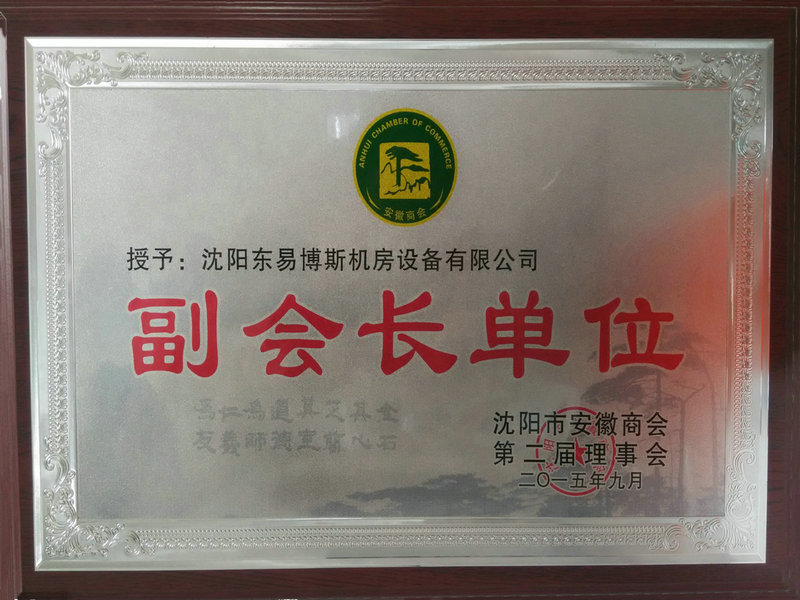 ANHUI CHAMBER OF COMMERCE
安徽商会
授予：沈阳东易博斯机房设备有限公司
副会长单位
沈阳市安徽商会
第二届理事会
二〇一五年九月